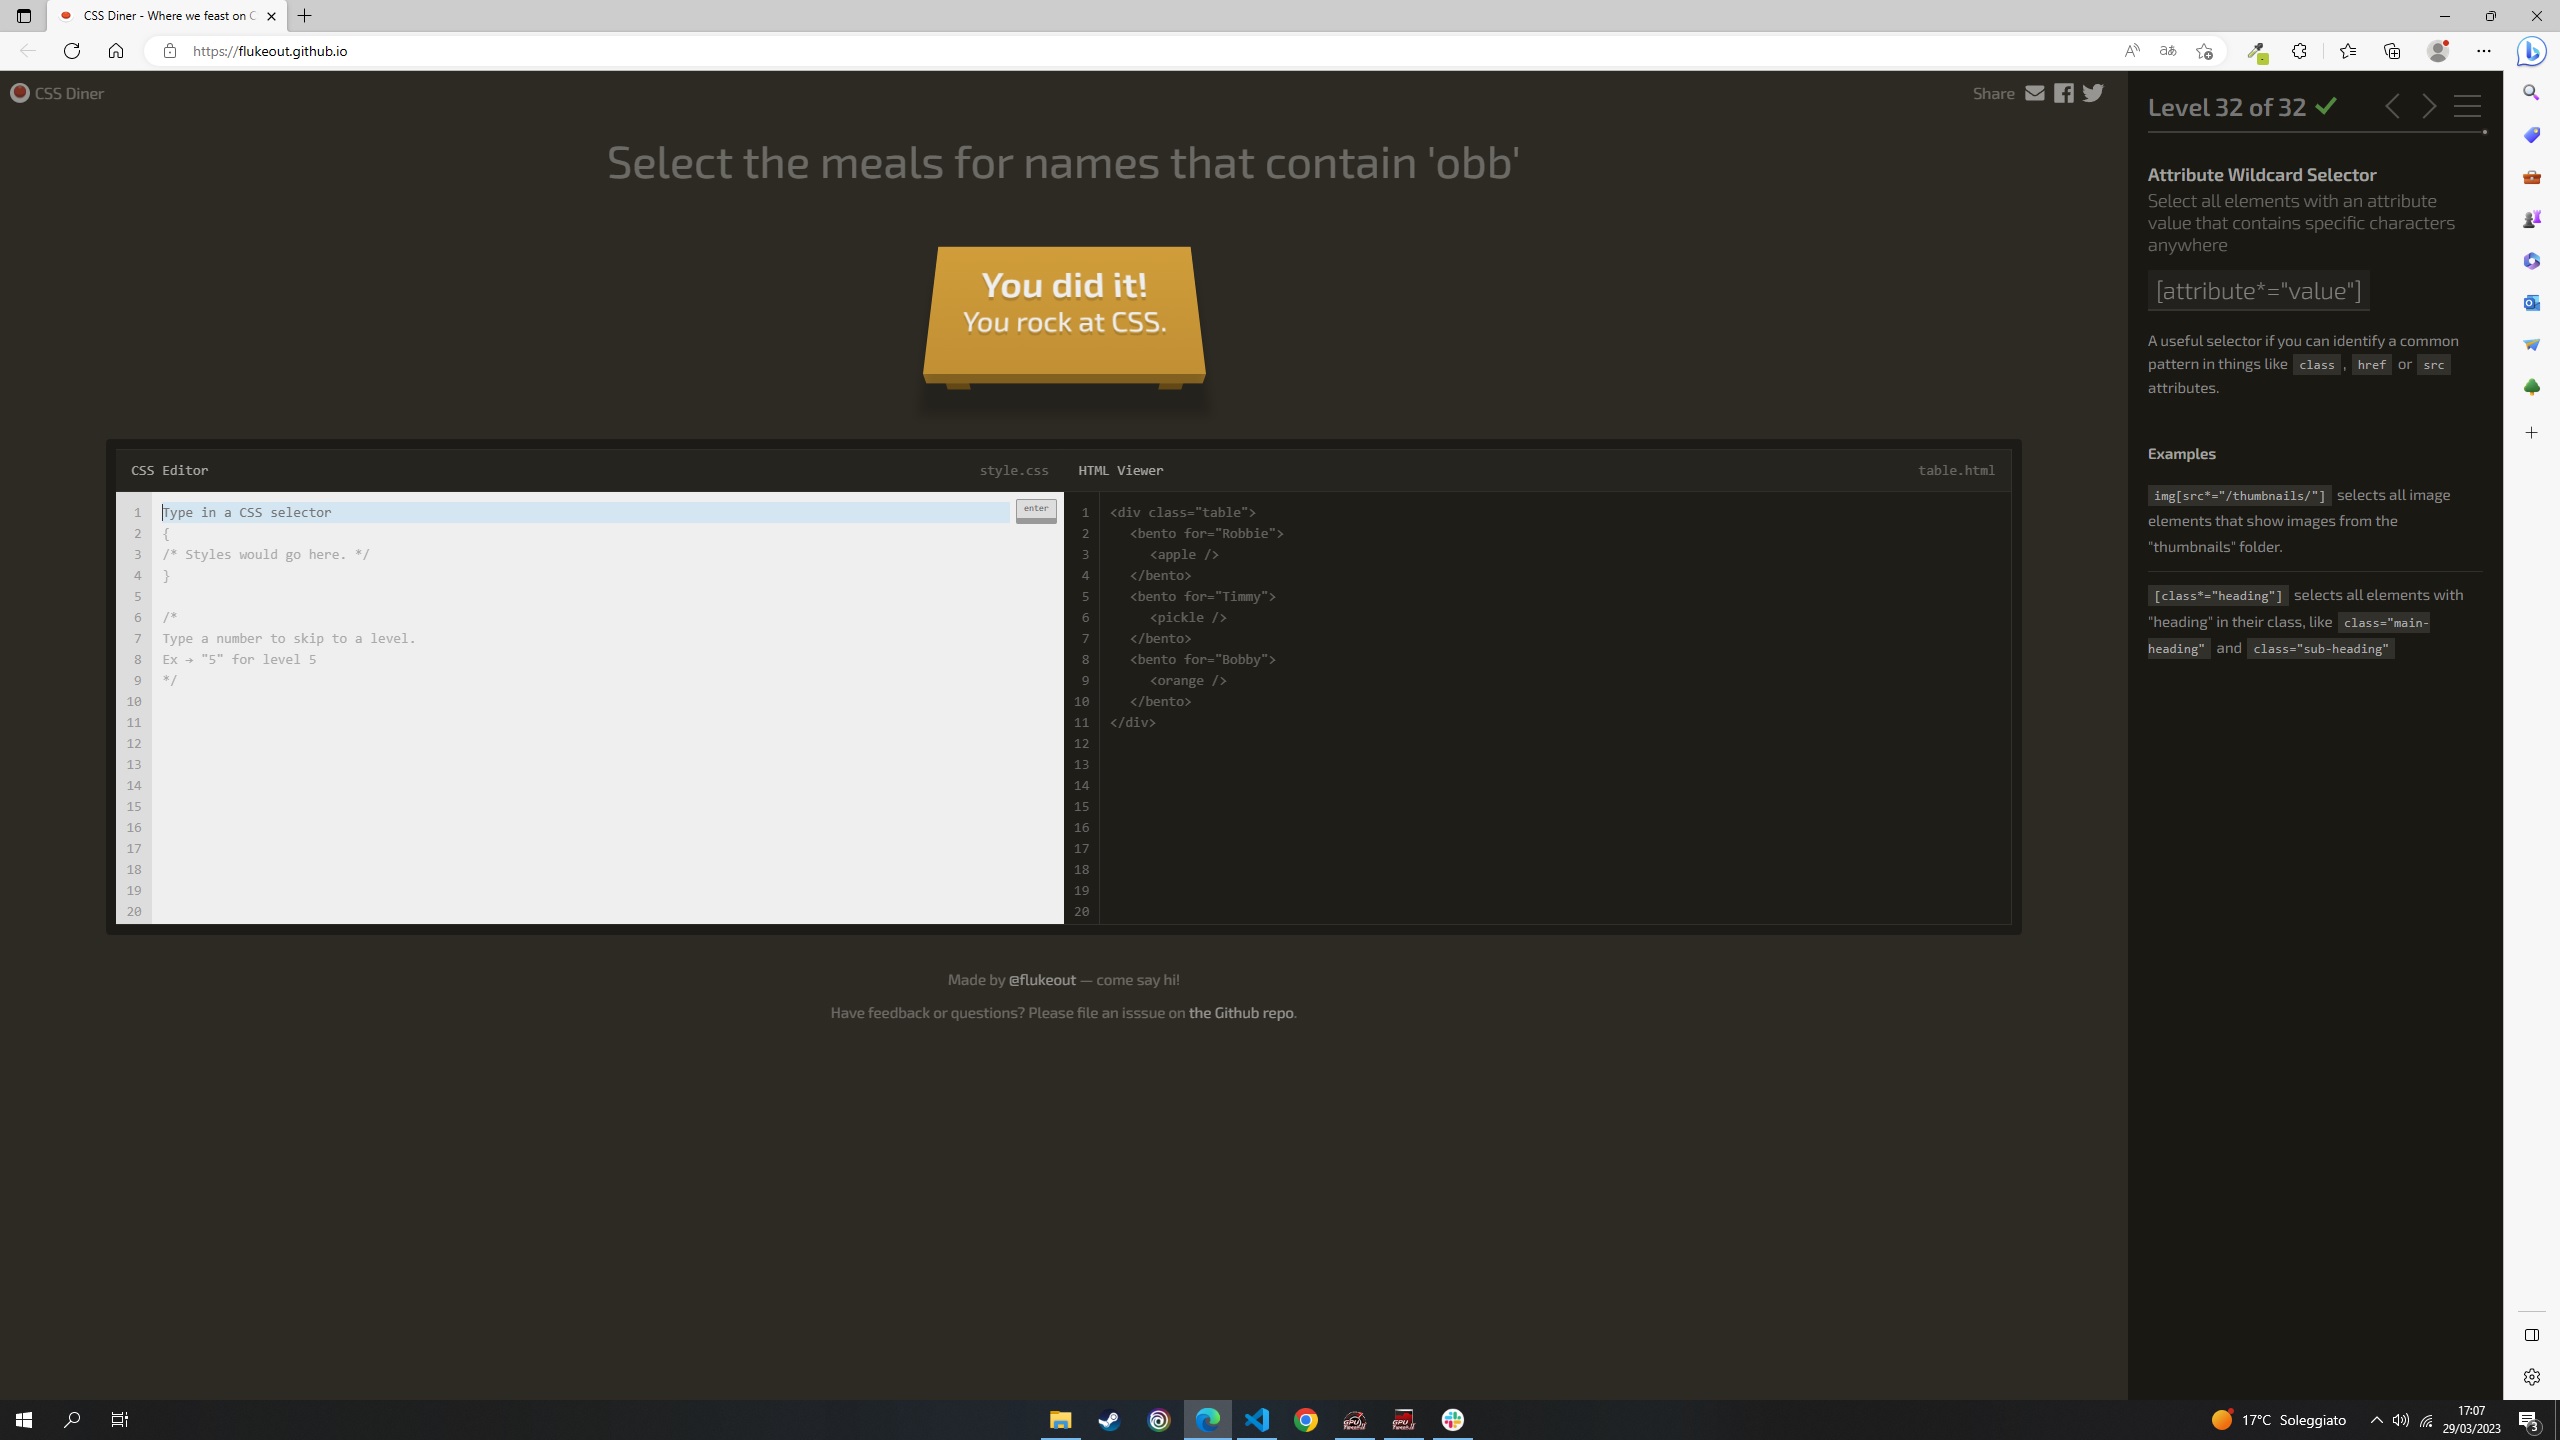 CSS Diner - Where we feast on C
https://flukeout.github.io
CSS Diner
Share
Select the meals for names that contain 'obb'
You did it!
You rock at CSS.
CSS Editor
style.css
HTML Viewer
table.html
1 Type in a CSS selector
enter
2 {
3 /* Styles would go here. */
4 }
5
6 /*
7 Type a number to skip to a level.
8 Ex → "5" for level 5
9 */
10
11
12
13
14
15
16
17
18
19
20
1 <div class="table">
2 <bento for="Robbie">
3 <apple />
4 </bento>
5 <bento for="Timmy">
6 <pickle />
7 </bento>
8 <bento for="Bobby">
9 <orange />
10 </bento>
11 </div>
12
13
14
15
16
17
18
19
20
Made by @flukeout — come say hi!
Have feedback or questions? Please file an isssue on the Github repo.
Level 32 of 32
Attribute Wildcard Selector
Select all elements with an attribute
value that contains specific characters
anywhere
[attribute*="value"]
A useful selector if you can identify a common
pattern in things like class, href or src
attributes.
Examples
img[src*="/thumbnails/"] selects all image
elements that show images from the
"thumbnails" folder.
[class*="heading"] selects all elements with
"heading" in their class, like class="main-
heading" and class="sub-heading"
17°C Soleggiato
17:07
29/03/2023
3